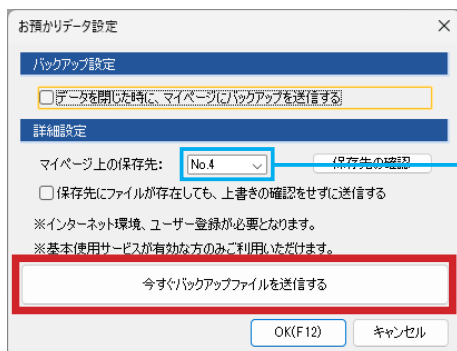 お預かりデータ設定
バックアップ設定
データを閉じた時に、マイページにバックアップを送信する
詳細設定
マイページ上の保存先: No.4 保存先の確認
保存先にファイルが存在しても、上書きの確認をせずに送信する
※インターネット環境、ユーザー登録が必要となります。
※基本使用サービスが有効な方のみご利用いただけます。
今すぐバックアップファイルを送信する
OK(F12) キャンセル